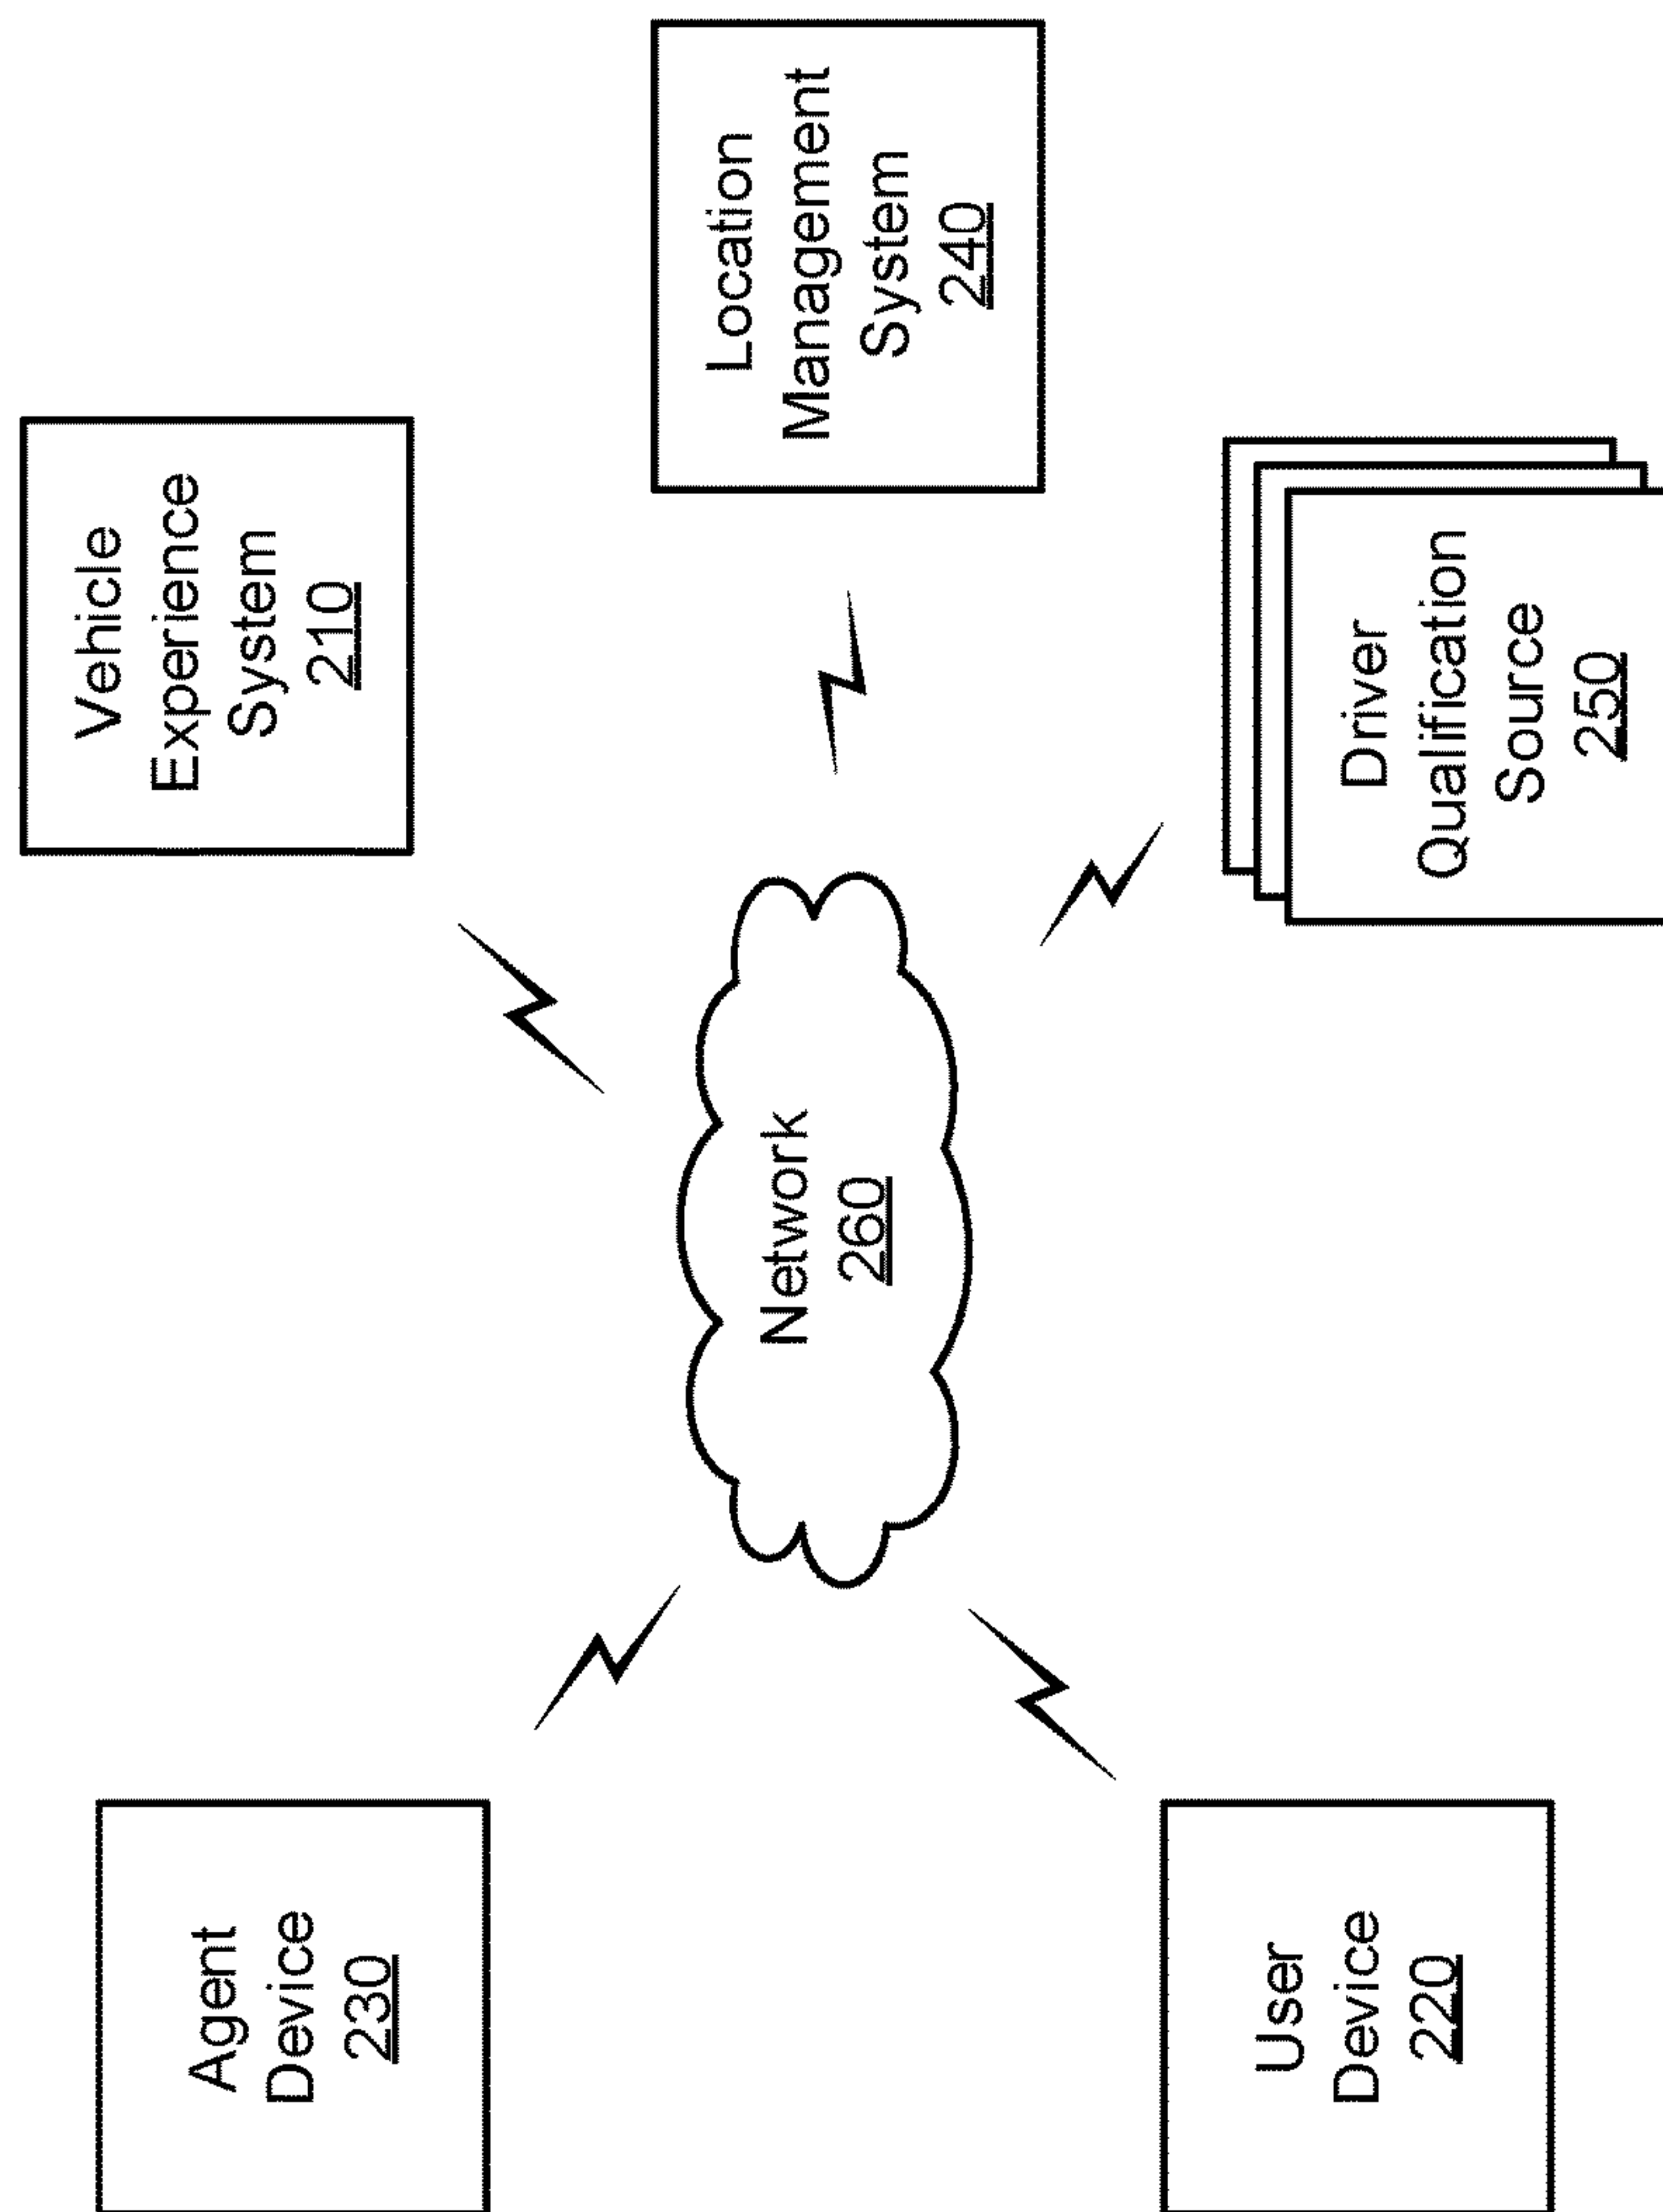 Agent
Device
230
Vehicle
Experience
System
210
Network
260
Location
Management
System
240
User
Device
220
Driver
Qualification
Source
250